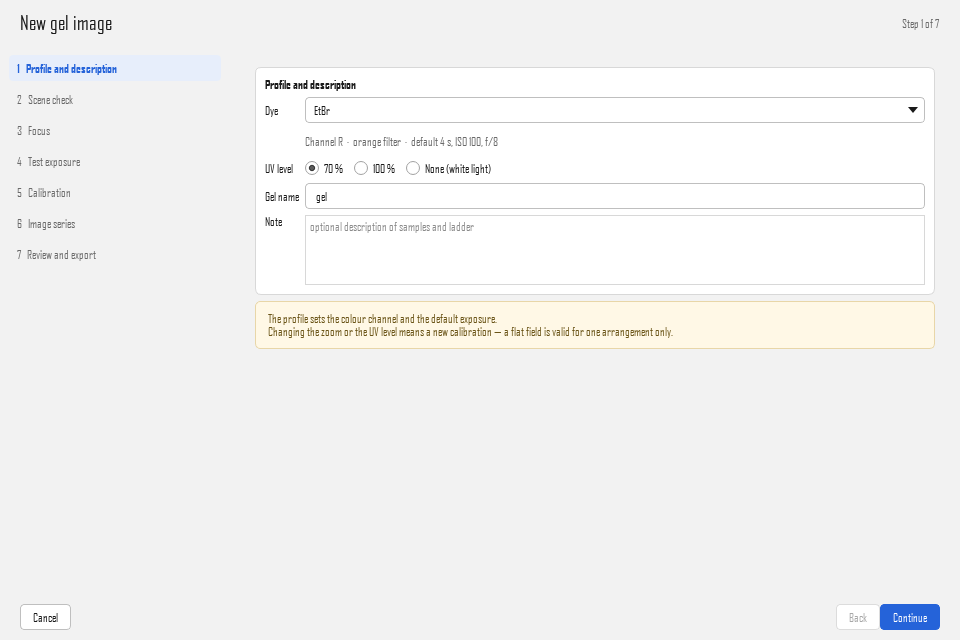 New gel image
Step 1 of 7
1 Profile and description
2 Scene check
3 Focus
4 Test exposure
5 Calibration
6 Image series
7 Review and export
Profile and description
Dye EtBr
Channel R · orange filter · default 4 s, ISO 100, f/8
UV level 70 % 100 % None (white light)
Gel name gel
Note optional description of samples and ladder
The profile sets the colour channel and the default exposure.
Changing the zoom or the UV level means a new calibration — a flat field is valid for one arrangement only.
Cancel Back Continue